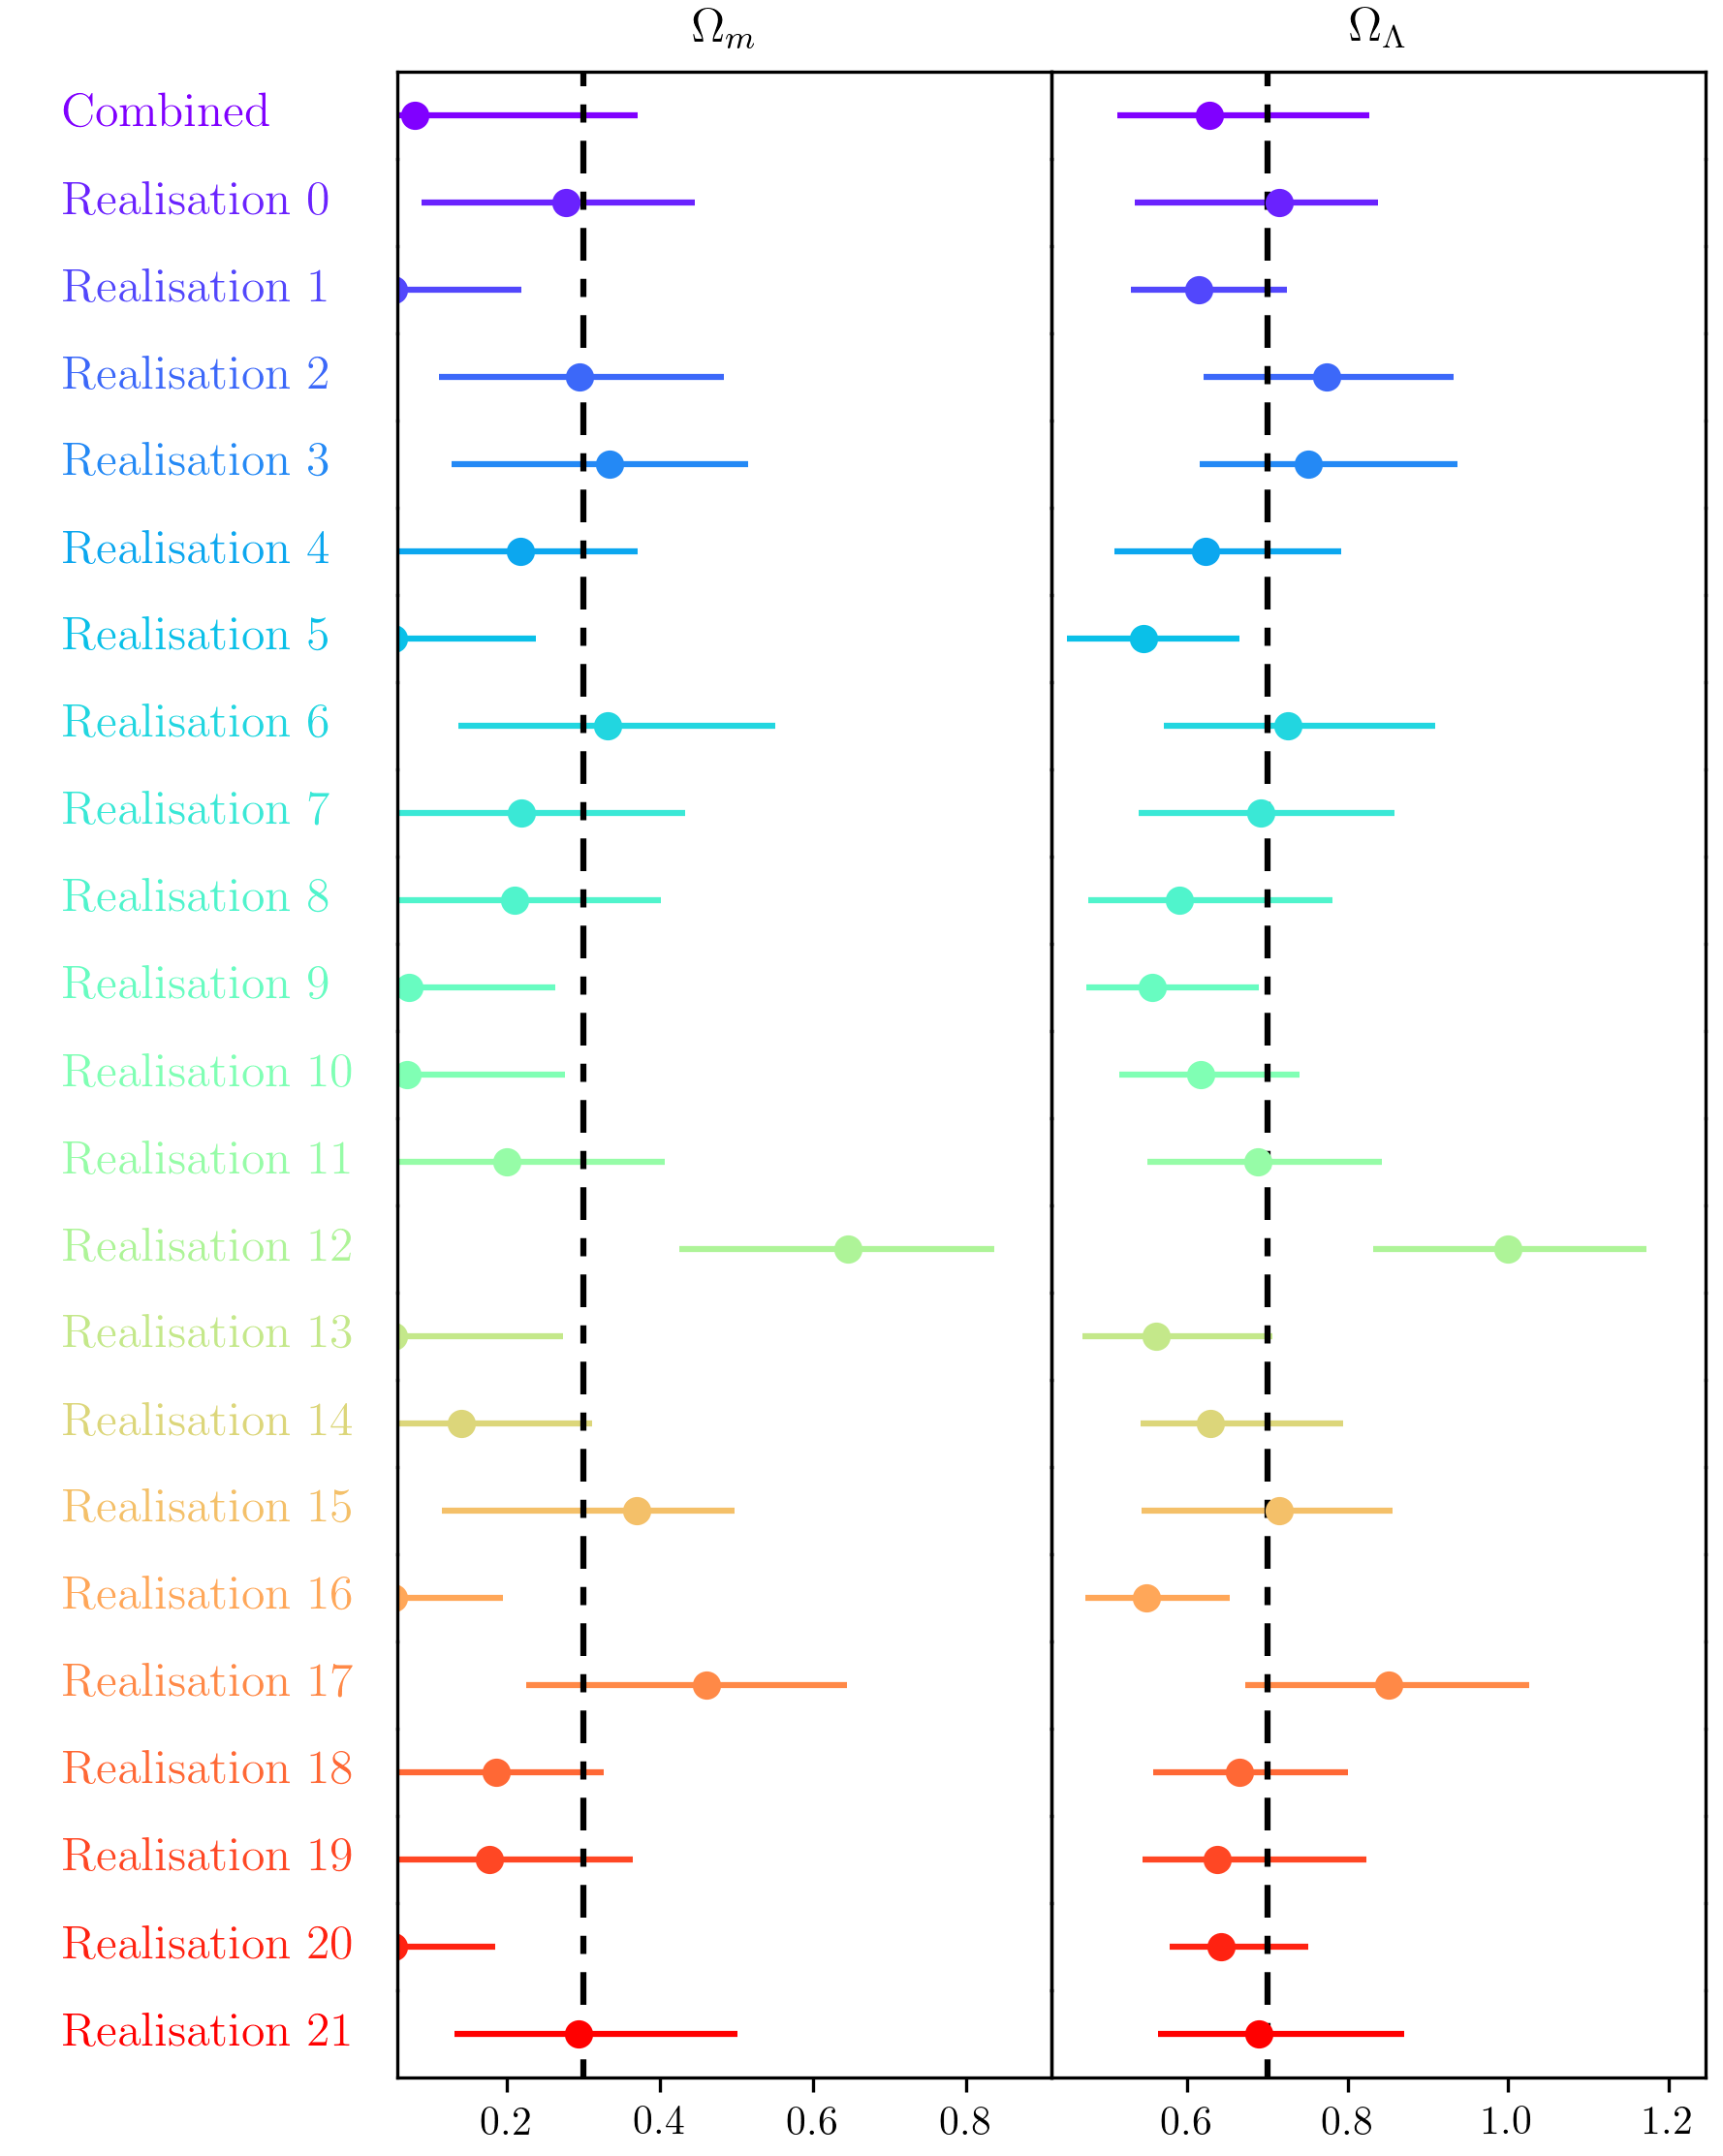 Ωm ΩΛ
Combined
Realisation 0
Realisation 1
Realisation 2
Realisation 3
Realisation 4
Realisation 5
Realisation 6
Realisation 7
Realisation 8
Realisation 9
Realisation 10
Realisation 11
Realisation 12
Realisation 13
Realisation 14
Realisation 15
Realisation 16
Realisation 17
Realisation 18
Realisation 19
Realisation 20
Realisation 21
0.2 0.4 0.6 0.8 0.6 0.8 1.0 1.2